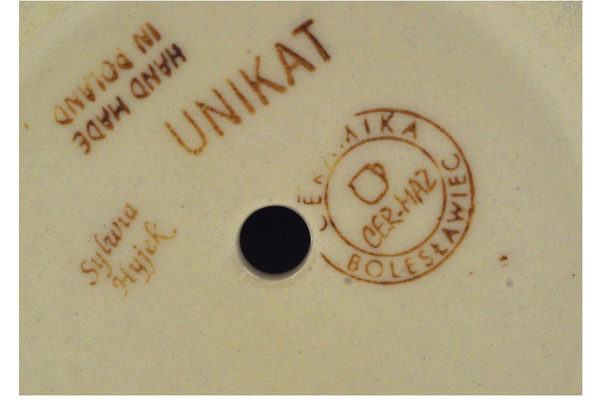 HAND MADE
IN POLAND
UNIKAT
CERAMIKA
CER-MAZ
BOLESŁAWIEC
Sylwia
Hyjek